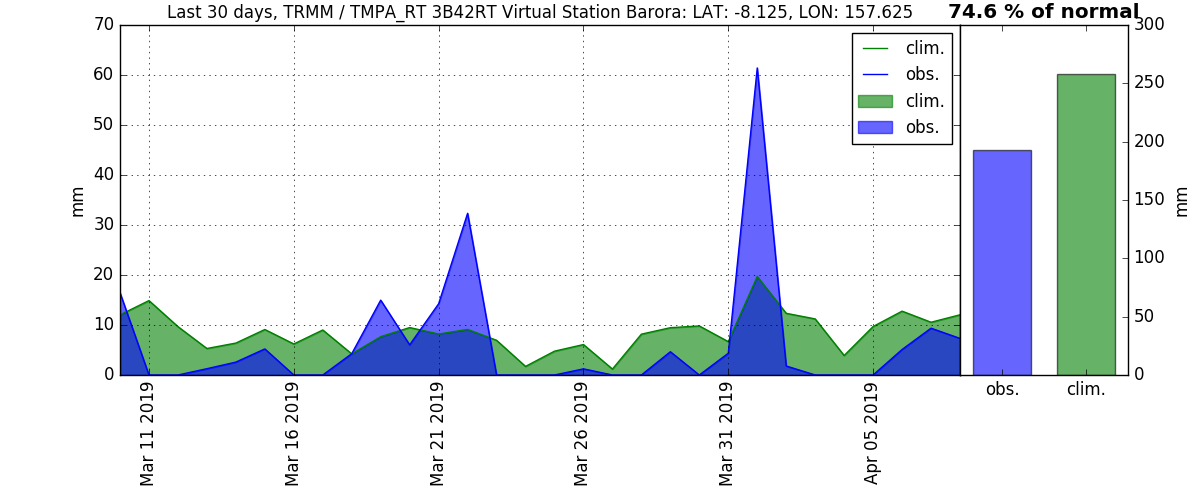 Last 30 days, TRMM / TMPA_RT 3B42RT Virtual Station Barora: LAT: -8.125, LON: 157.625
74.6 % of normal
70
60
50
40
30
20
10
0
mm
clim.
obs.
clim.
obs.
Mar 11 2019
Mar 16 2019
Mar 21 2019
Mar 26 2019
Mar 31 2019
Apr 05 2019
300
250
200
150
100
50
0
mm
obs.
clim.